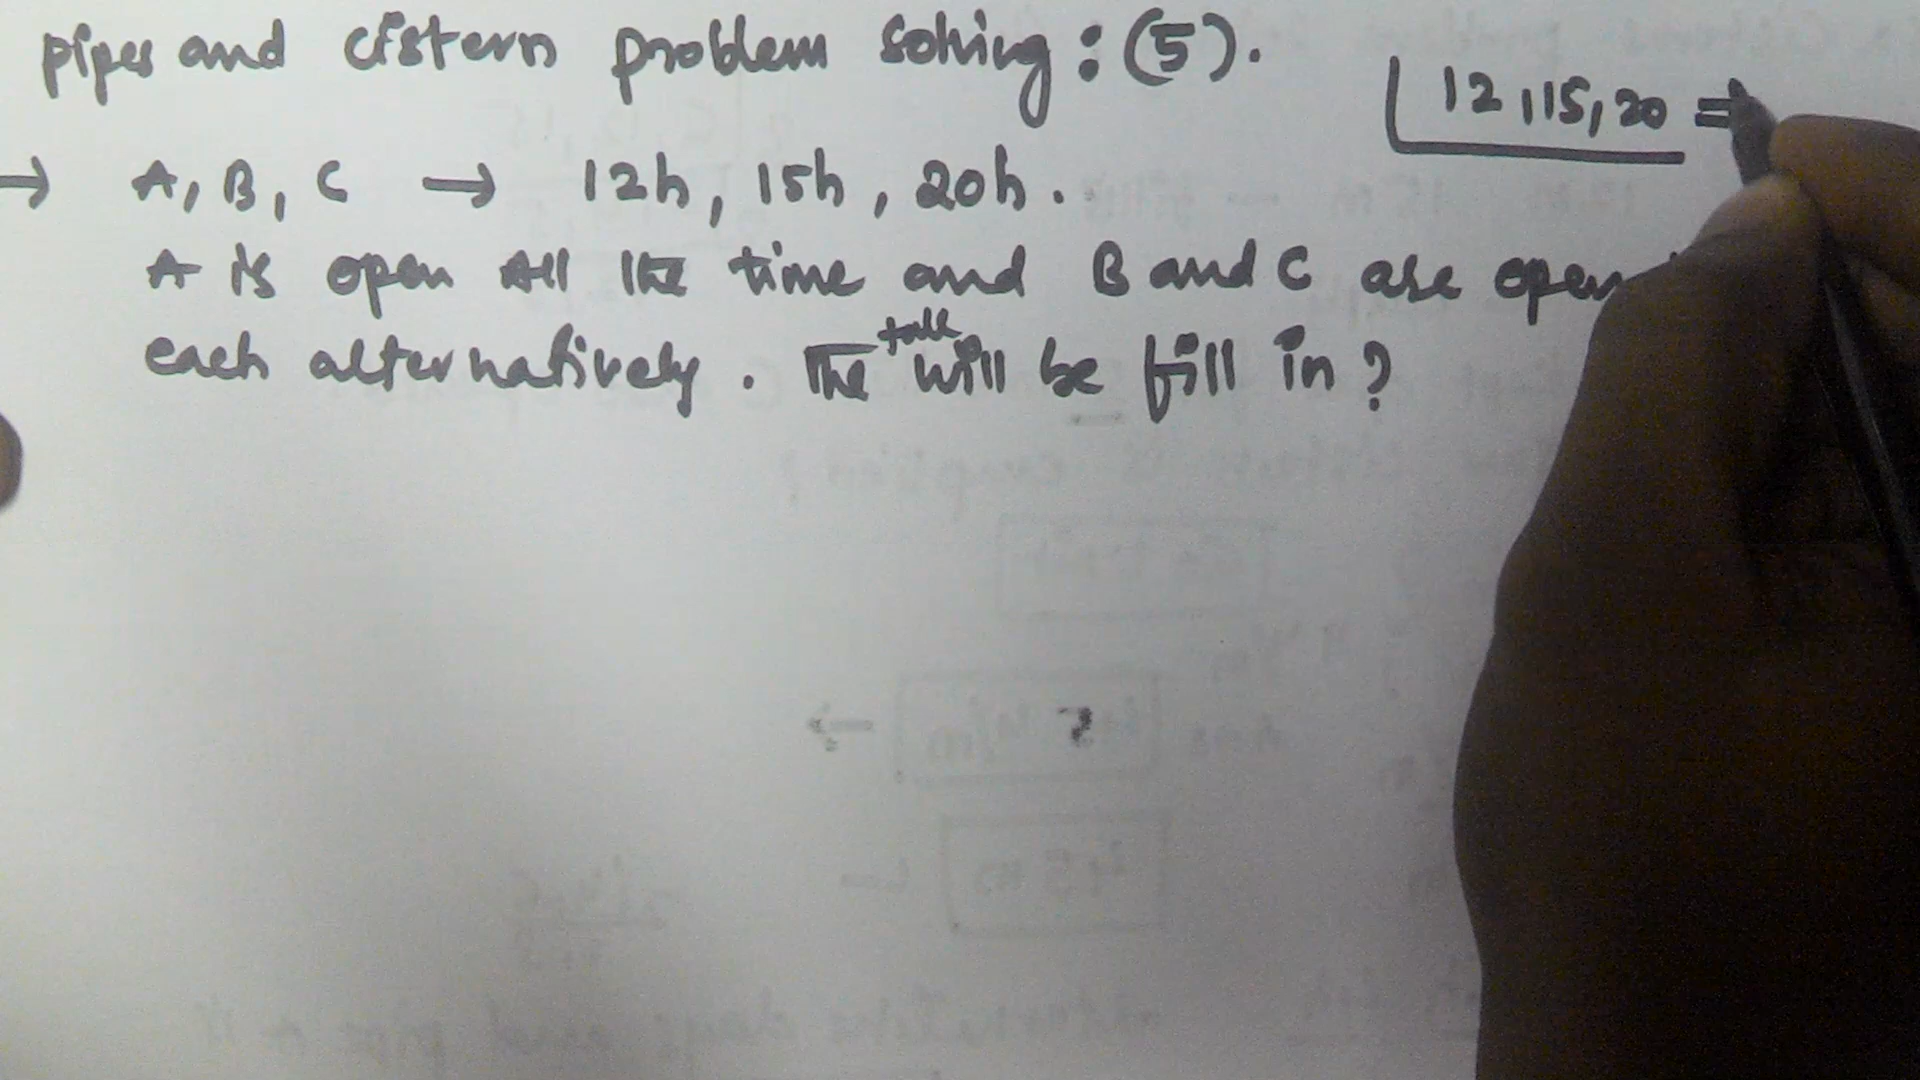 pipes and cistern problem solving : (5).
12, 15, 20 =
→ A, B, C → 12h, 15h, 20h.
A is open All the time and B and C are open
each alternatively. The tank will be fill in ?